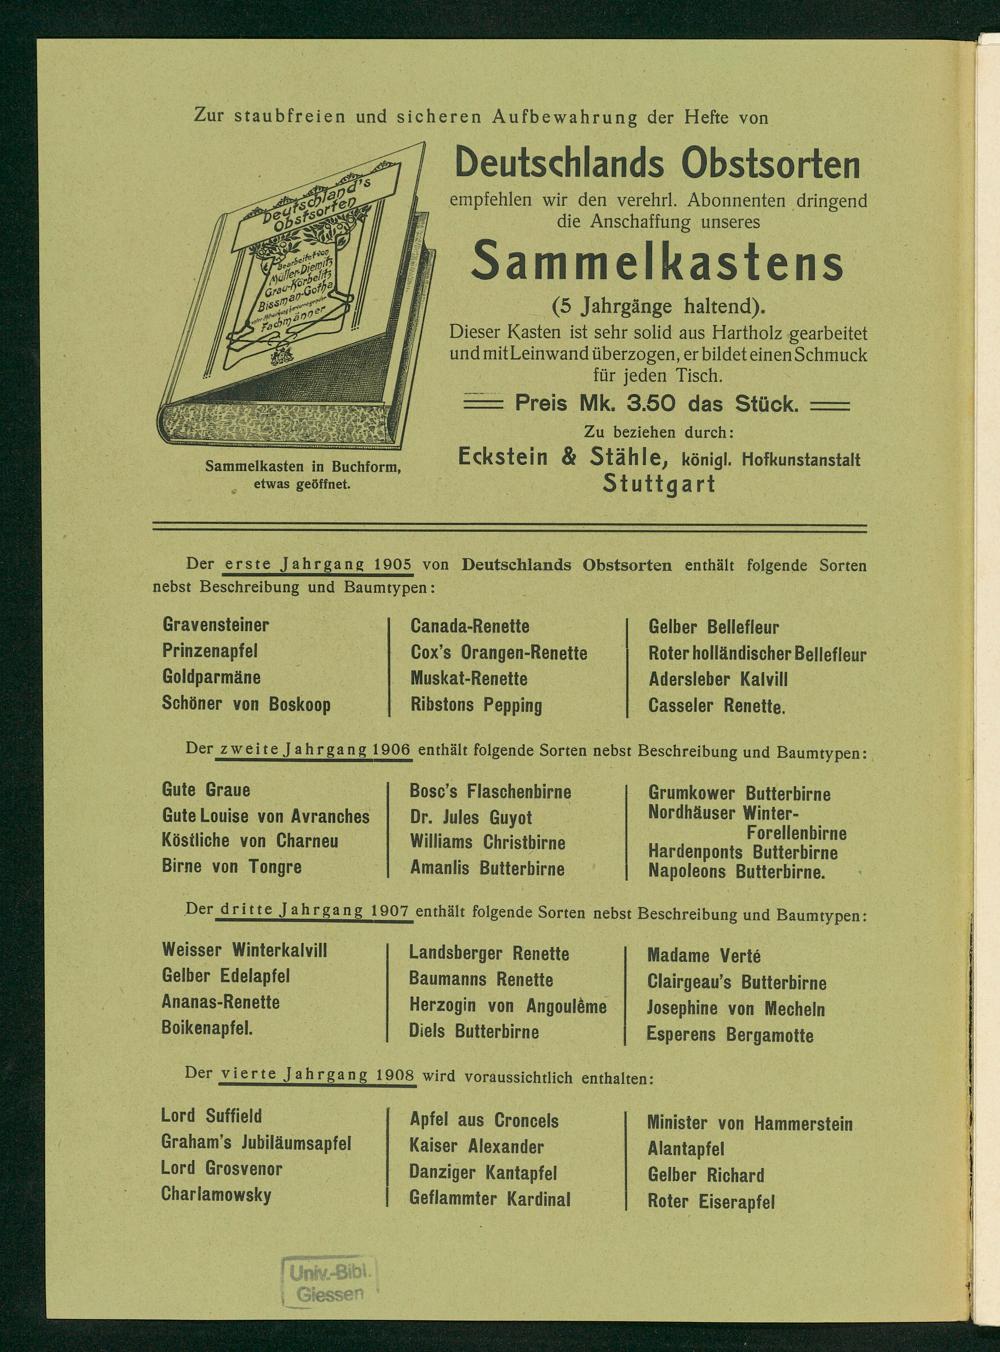 Zur staubfreien und sicheren Aufbewahrung der Hefte von
Deutschlands Obstsorten
empfehlen wir den verehrl. Abonnenten dringend
die Anschaffung unseres
Sammelkastens
(5 Jahrgänge haltend).
Dieser Kasten ist sehr solid aus Hartholz gearbeitet
und mit Leinwand überzogen, er bildet einen Schmuck
für jeden Tisch.
Preis Mk. 3.50 das Stück.
Zu beziehen durch:
Eckstein & Stähle, königl. Hofkunstanstalt
Stuttgart
Deutschland's
Obstsorten
Bearbeitet von
Müller-Diemitz
Grau-Körbelitz
Bissman-Gotha
Fachmänner
Sammelkasten in Buchform,
etwas geöffnet.
Der erste Jahrgang 1905 von Deutschlands Obstsorten enthält folgende Sorten
nebst Beschreibung und Baumtypen:
Gravensteiner
Prinzenapfel
Goldparmäne
Schöner von Boskoop
Canada-Renette
Cox's Orangen-Renette
Muskat-Renette
Ribstons Pepping
Gelber Bellefleur
Roter holländischer Bellefleur
Adersleber Kalvill
Casseler Renette.
Der zweite Jahrgang 1906 enthält folgende Sorten nebst Beschreibung und Baumtypen:
Gute Graue
Gute Louise von Avranches
Köstliche von Charneu
Birne von Tongre
Bosc's Flaschenbirne
Dr. Jules Guyot
Williams Christbirne
Amanlis Butterbirne
Grumkower Butterbirne
Nordhäuser Winter-
Forellenbirne
Hardenponts Butterbirne
Napoleons Butterbirne.
Der dritte Jahrgang 1907 enthält folgende Sorten nebst Beschreibung und Baumtypen:
Weisser Winterkalvill
Gelber Edelapfel
Ananas-Renette
Boikenapfel.
Landsberger Renette
Baumanns Renette
Herzogin von Angoulême
Diels Butterbirne
Madame Verté
Clairgeau's Butterbirne
Josephine von Mecheln
Esperens Bergamotte
Der vierte Jahrgang 1908 wird voraussichtlich enthalten:
Lord Suffield
Graham's Jubiläumsapfel
Lord Grosvenor
Charlamowsky
Apfel aus Croncels
Kaiser Alexander
Danziger Kantapfel
Geflammter Kardinal
Minister von Hammerstein
Alantapfel
Gelber Richard
Roter Eiserapfel
Univ.-Bibl.
Giessen